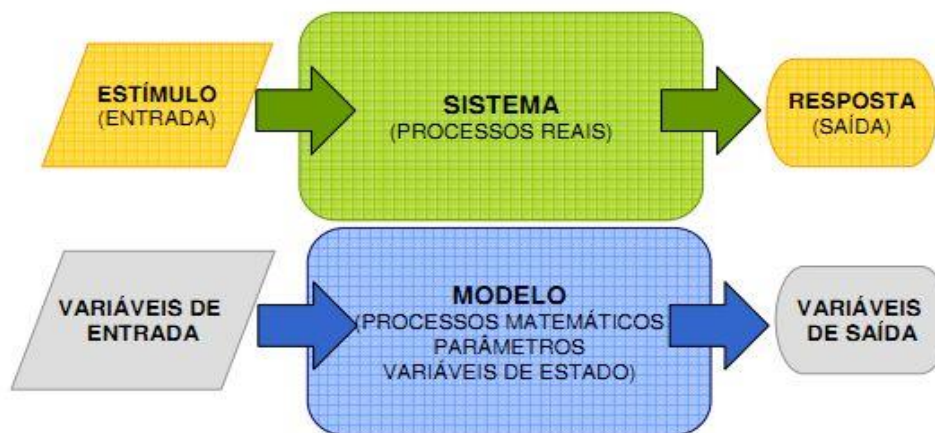 ESTÍMULO
(ENTRADA)
SISTEMA
(PROCESSOS REAIS)
RESPOSTA
(SAÍDA)
VARIÁVEIS DE
ENTRADA
MODELO
(PROCESSOS MATEMÁTICOS
PARÂMETROS
VARIÁVEIS DE ESTADO)
VARIÁVEIS
DE SAÍDA